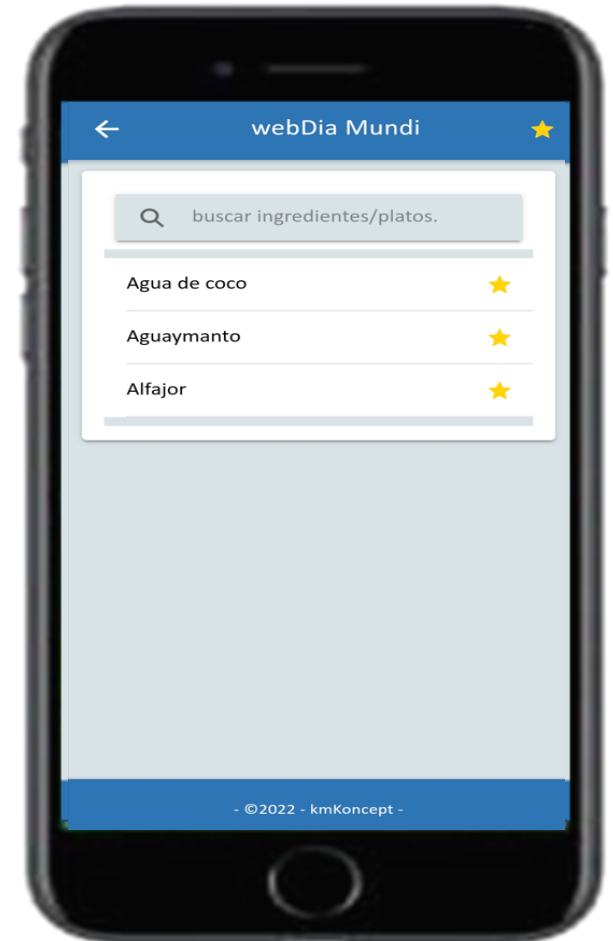 webDia Mundi
buscar ingredientes/platos.
Agua de coco
Aguaymanto
Alfajor
- ©2022 - kmKoncept -